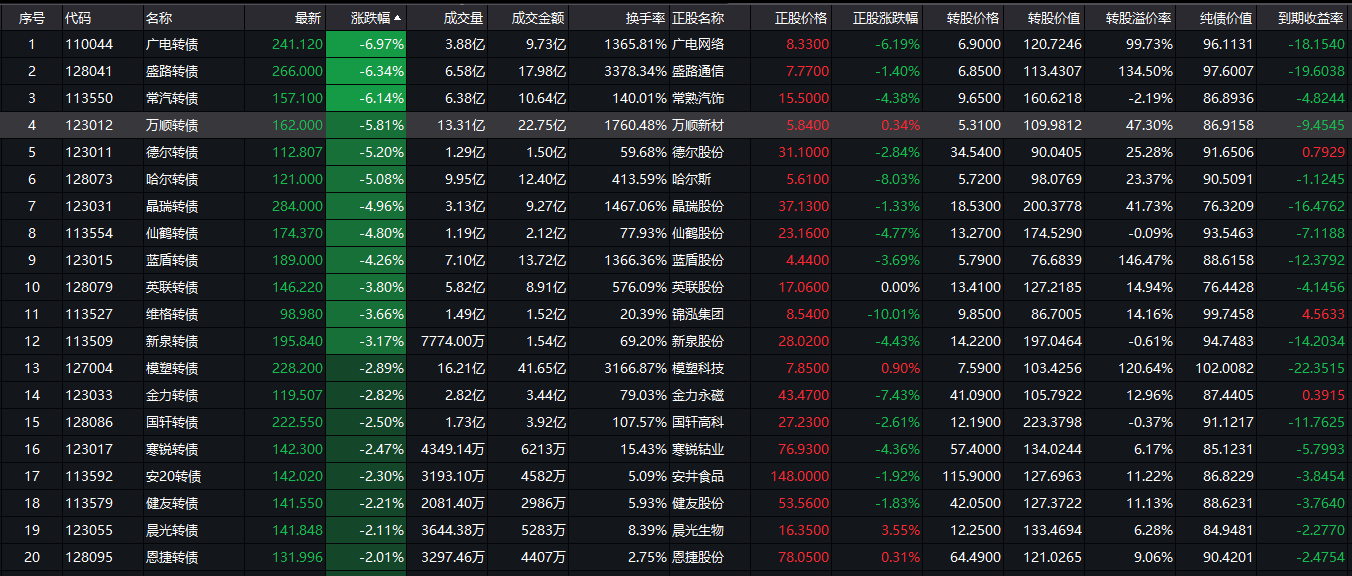 序号 代码 名称 最新 涨跌幅▲ 成交量 成交金额 换手率 正股名称 正股价格 正股涨跌幅 转股价格 转股价值 转股溢价率 纯债价值 到期收益率
1 110044 广电转债 241.120 -6.97% 3.88亿 9.73亿 1365.81% 广电网络 8.3300 -6.19% 6.9000 120.7246 99.73% 96.1131 -18.1540
2 128041 盛路转债 266.000 -6.34% 6.58亿 17.98亿 3378.34% 盛路通信 7.7700 -1.40% 6.8500 113.4307 134.50% 97.6007 -19.6038
3 113550 常汽转债 157.100 -6.14% 6.38亿 10.64亿 140.01% 常熟汽饰 15.5000 -4.38% 9.6500 160.6218 -2.19% 86.8936 -4.8244
4 123012 万顺转债 162.000 -5.81% 13.31亿 22.75亿 1760.48% 万顺新材 5.8400 0.34% 5.3100 109.9812 47.30% 86.9158 -9.4545
5 123011 德尔转债 112.807 -5.20% 1.29亿 1.50亿 59.68% 德尔股份 31.1000 -2.84% 34.5400 90.0405 25.28% 91.6506 0.7929
6 128073 哈尔转债 121.000 -5.08% 9.95亿 12.40亿 413.59% 哈尔斯 5.6100 -8.03% 5.7200 98.0769 23.37% 90.5091 -1.1245
7 123031 晶瑞转债 284.000 -4.96% 3.13亿 9.27亿 1467.06% 晶瑞股份 37.1300 -1.33% 18.5300 200.3778 41.73% 76.3209 -16.4762
8 113554 仙鹤转债 174.370 -4.80% 1.19亿 2.12亿 77.93% 仙鹤股份 23.1600 -4.77% 13.2700 174.5290 -0.09% 93.5463 -7.1188
9 123015 蓝盾转债 189.000 -4.26% 7.10亿 13.72亿 1366.36% 蓝盾股份 4.4400 -3.69% 5.7900 76.6839 146.47% 88.6158 -12.3792
10 128079 英联转债 146.220 -3.80% 5.82亿 8.91亿 576.09% 英联股份 17.0600 0.00% 13.4100 127.2185 14.94% 76.4428 -4.1456
11 113527 维格转债 98.980 -3.66% 1.49亿 1.52亿 20.39% 锦泓集团 8.5400 -10.01% 9.8500 86.7005 14.16% 99.7458 4.5633
12 113509 新泉转债 195.840 -3.17% 7774.00万 1.54亿 69.20% 新泉股份 28.0200 -4.43% 14.2200 197.0464 -0.61% 94.7483 -14.2034
13 127004 模塑转债 228.200 -2.89% 16.21亿 41.65亿 3166.87% 模塑科技 7.8500 0.90% 7.5900 103.4256 120.64% 102.0082 -22.3515
14 123033 金力转债 119.507 -2.82% 2.82亿 3.44亿 79.03% 金力永磁 43.4700 -7.43% 41.0900 105.7922 12.96% 87.4405 0.3915
15 128086 国轩转债 222.550 -2.50% 1.73亿 3.92亿 107.57% 国轩高科 27.2300 -2.61% 12.1900 223.3798 -0.37% 91.1217 -11.7625
16 123017 寒锐转债 142.300 -2.47% 4349.14万 6213万 15.43% 寒锐钴业 76.9300 -4.36% 57.4000 134.0244 6.17% 85.1231 -5.7993
17 113592 安20转债 142.020 -2.30% 3193.10万 4582万 5.09% 安井食品 148.0000 -1.92% 115.9000 127.6963 11.22% 86.8229 -3.8454
18 113579 健友转债 141.550 -2.21% 2081.40万 2986万 5.93% 健友股份 53.5600 -1.83% 42.0500 127.3722 11.13% 88.6231 -3.7640
19 123055 晨光转债 141.848 -2.11% 3644.38万 5283万 8.39% 晨光生物 16.3500 3.55% 12.2500 133.4694 6.28% 84.9481 -2.2770
20 128095 恩捷转债 131.996 -2.01% 3297.46万 4407万 2.75% 恩捷股份 78.0500 0.31% 64.4900 121.0265 9.06% 90.4201 -2.4754